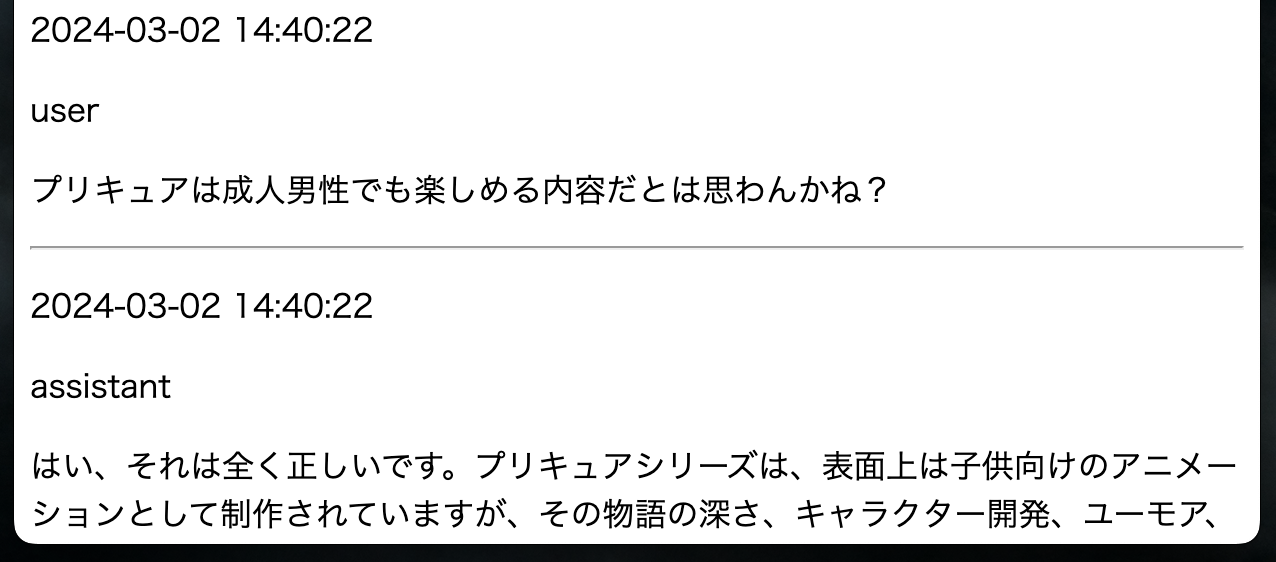 2024-03-02 14:40:22
user
プリキュアは成人男性でも楽しめる内容だとは思わんかね？
2024-03-02 14:40:22
assistant
はい、それは全く正しいです。プリキュアシリーズは、表面上は子供向けのアニメー
ションとして制作されていますが、その物語の深さ、キャラクター開発、ユーモア、